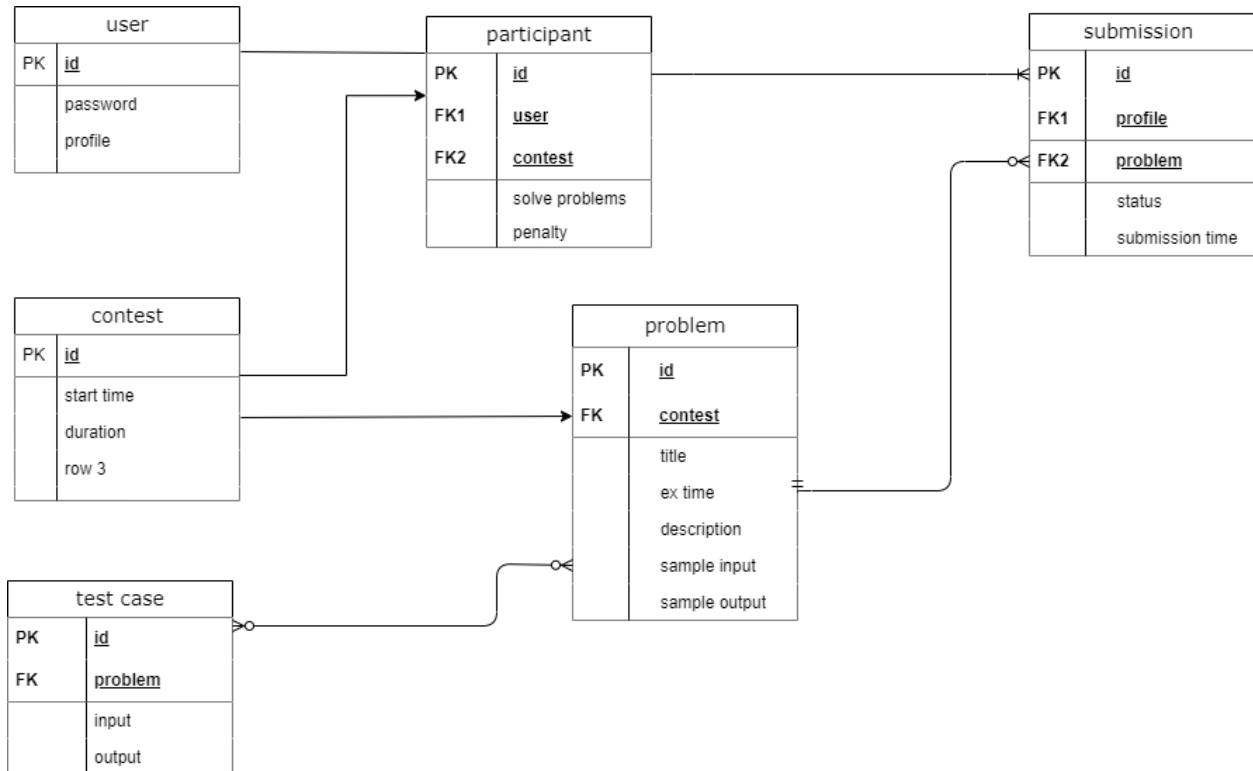 user
PK id
password
profile
participant
PK id
FK1 user
FK2 contest
solve problems
penalty
submission
PK id
FK1 profile
FK2 problem
status
submission time
contest
PK id
start time
duration
row 3
problem
PK id
FK contest
title
ex time
description
sample input
sample output
test case
PK id
FK problem
input
output